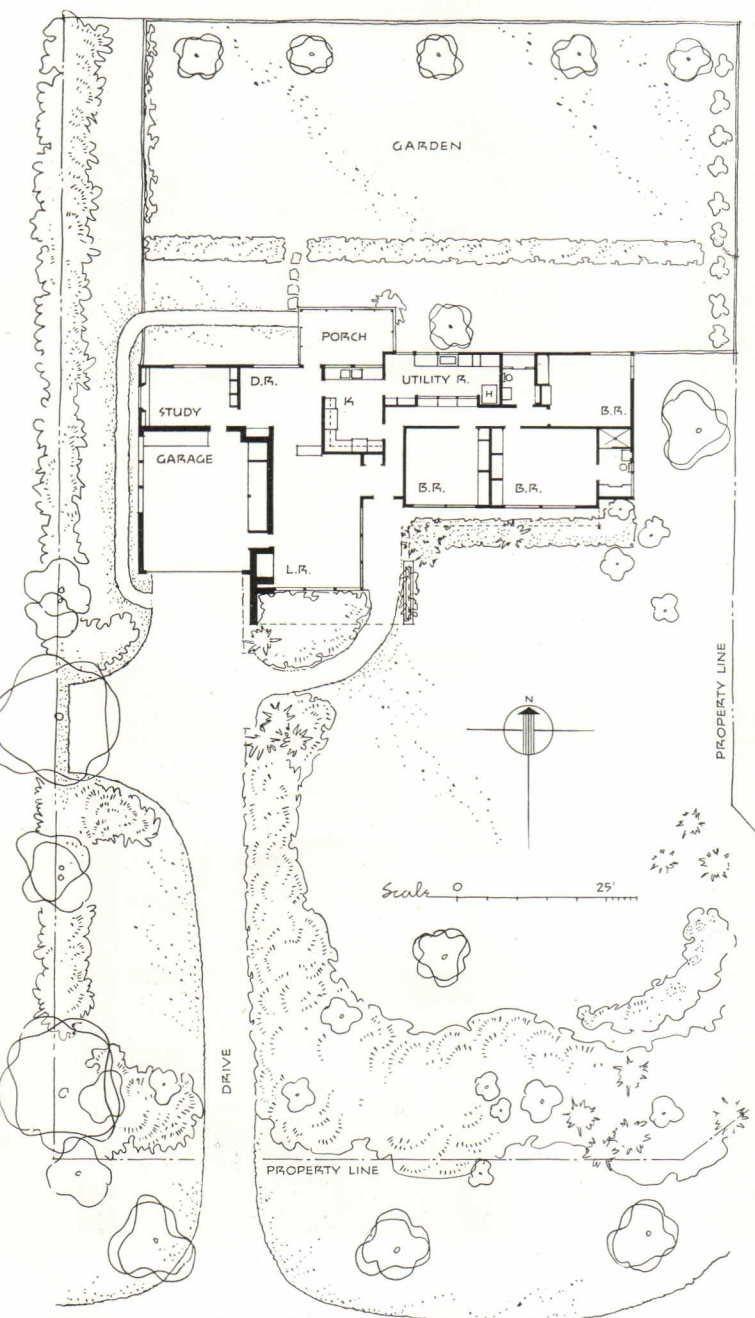 GARDEN
PORCH
D.R.
UTILITY R.
K
H
STUDY
B.R.
GARAGE
B.R.
B.R.
L.R.
N
PROPERTY LINE
Scale 0 25'
DRIVE
PROPERTY LINE